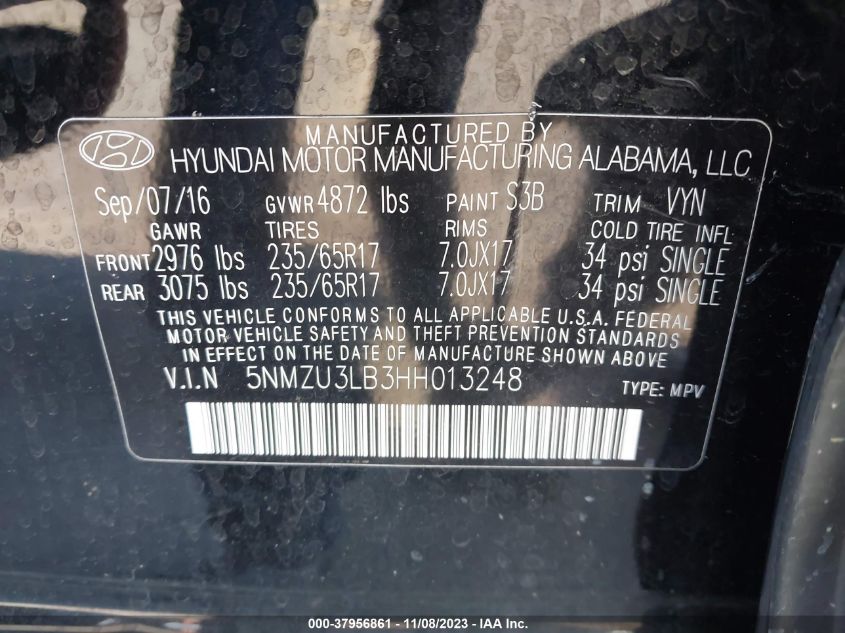 MANUFACTURED BY
HYUNDAI MOTOR MANUFACTURING ALABAMA, LLC
Sep/07/16 GVWR 4872 lbs PAINT S3B TRIM VYN
GAWR TIRES RIMS COLD TIRE INFL
FRONT 2976 lbs 235/65R17 7.0JX17 34 psi SINGLE
REAR 3075 lbs 235/65R17 7.0JX17 34 psi SINGLE
THIS VEHICLE CONFORMS TO ALL APPLICABLE U.S.A. FEDERAL
MOTOR VEHICLE SAFETY AND THEFT PREVENTION STANDARDS
IN EFFECT ON THE DATE OF MANUFACTURE SHOWN ABOVE
V.I.N 5NMZU3LB3HH013248 TYPE: MPV
000-37956861 - 11/08/2023 - © IAA Inc.